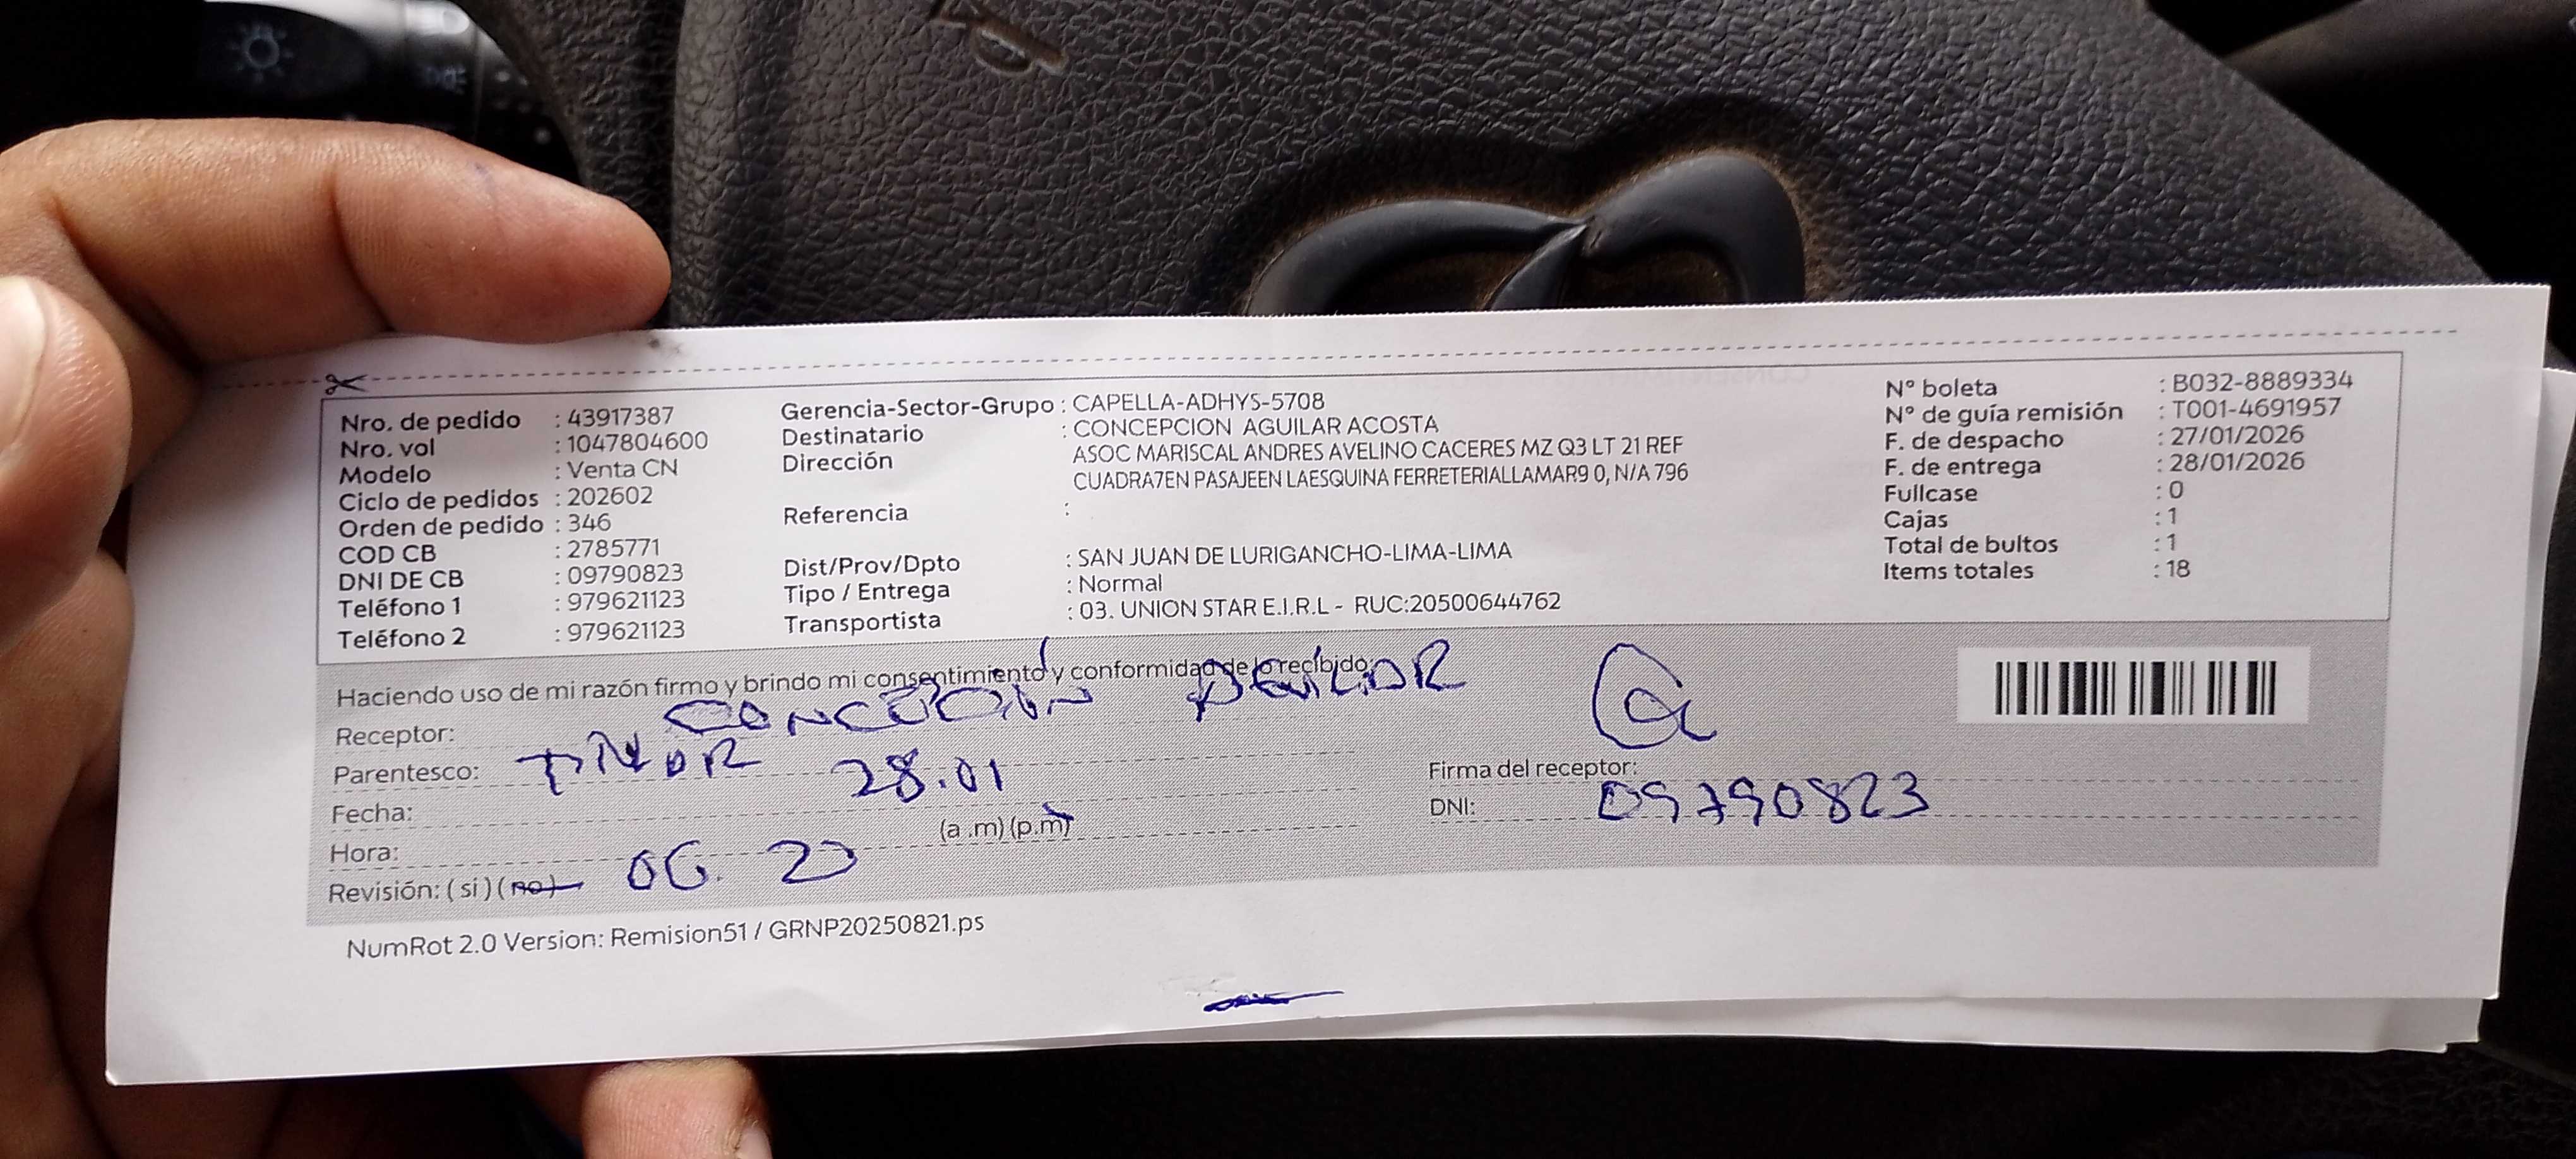 Nro. de pedido : 43917387
Nro. vol : 1047804600
Modelo : Venta CN
Ciclo de pedidos : 202602
Orden de pedido : 346
COD CB : 2785771
DNI DE CB : 09790823
Teléfono 1 : 979621123
Teléfono 2 : 979621123
Gerencia-Sector-Grupo : CAPELLA-ADHYS-5708
Destinatario : CONCEPCION AGUILAR ACOSTA
Dirección ASOC MARISCAL ANDRES AVELINO CACERES MZ Q3 LT 21 REF
CUADRA7EN PASAJEEN LAESQUINA FERRETERIALLAMAR9 0, N/A 796
Referencia :
Dist/Prov/Dpto : SAN JUAN DE LURIGANCHO-LIMA-LIMA
Tipo / Entrega : Normal
Transportista : 03. UNION STAR E.I.R.L - RUC:20500644762
N° boleta : B032-8889334
N° de guía remisión : T001-4691957
F. de despacho : 27/01/2026
F. de entrega : 28/01/2026
Fullcase : 0
Cajas : 1
Total de bultos : 1
Items totales : 18
Haciendo uso de mi razón firmo y brindo mi consentimiento y conformidad de lo recibido:
Receptor:
Parentesco:
Fecha: 28.01
Hora: (a .m) (p.m)
Revisión: ( si ) (no) 06. 20
Firma del receptor:
DNI: 09790823
NumRot 2.0 Version: Remision51 / GRNP20250821.ps